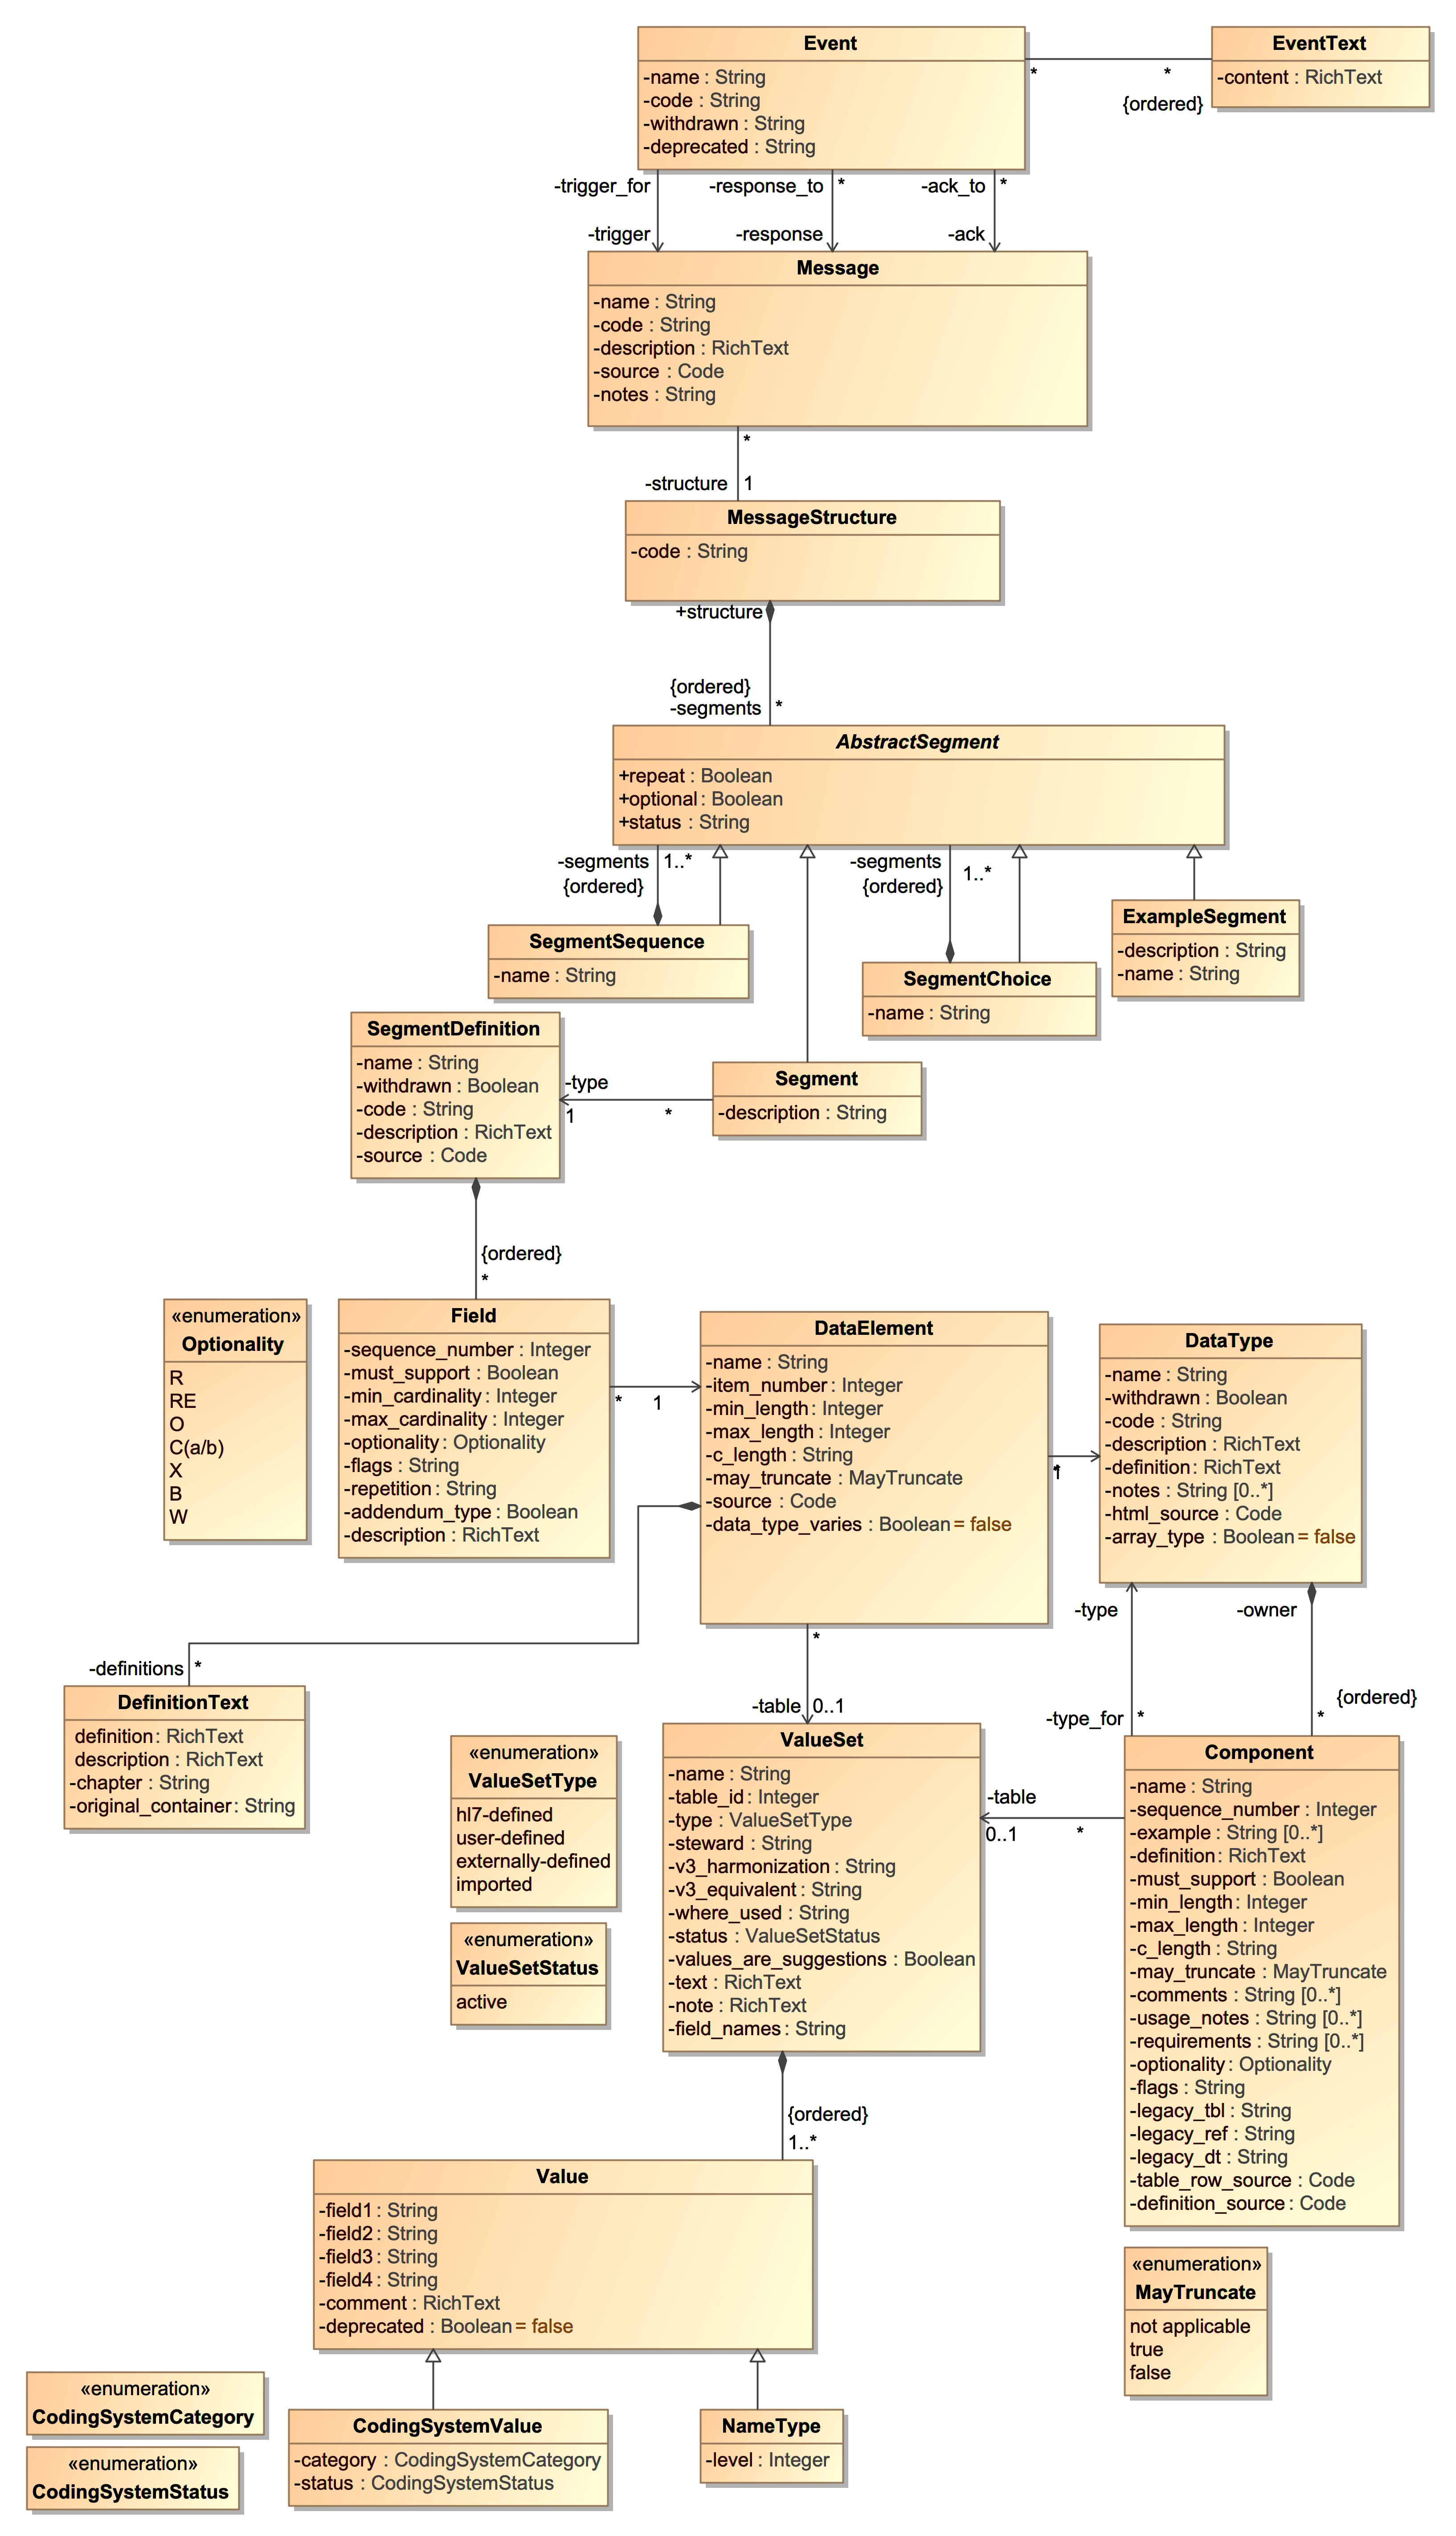 Event
-name : String
-code : String
-withdrawn : String
-deprecated : String
EventText
-content : RichText
*
*
{ordered}
-trigger_for
-response_to
*
-ack_to
*
-trigger
-response
-ack
Message
-name : String
-code : String
-description : RichText
-source : Code
-notes : String
*
-structure
1
MessageStructure
-code : String
+structure
{ordered}
-segments
*
AbstractSegment
+repeat : Boolean
+optional : Boolean
+status : String
-segments
1..*
{ordered}
-segments
1..*
{ordered}
SegmentSequence
-name : String
SegmentChoice
-name : String
ExampleSegment
-description : String
-name : String
SegmentDefinition
-name : String
-withdrawn : Boolean
-code : String
-description : RichText
-source : Code
-type
1
*
Segment
-description : String
{ordered}
*
«enumeration»
Optionality
R
RE
O
C(a/b)
X
B
W
Field
-sequence_number : Integer
-must_support : Boolean
-min_cardinality : Integer
-max_cardinality : Integer
-optionality : Optionality
-flags : String
-repetition : String
-addendum_type : Boolean
-description : RichText
*
1
DataElement
-name : String
-item_number : Integer
-min_length : Integer
-max_length : Integer
-c_length : String
-may_truncate : MayTruncate
-source : Code
-data_type_varies : Boolean = false
*
1
DataType
-name : String
-withdrawn : Boolean
-code : String
-description : RichText
-definition : RichText
-notes : String [0..*]
-html_source : Code
-array_type : Boolean = false
-type
-owner
-definitions
*
DefinitionText
definition : RichText
description : RichText
-chapter : String
-original_container : String
*
-table
0..1
-type_for
*
{ordered}
*
«enumeration»
ValueSetType
hl7-defined
user-defined
externally-defined
imported
«enumeration»
ValueSetStatus
active
ValueSet
-name : String
-table_id : Integer
-type : ValueSetType
-steward : String
-v3_harmonization : String
-v3_equivalent : String
-where_used : String
-status : ValueSetStatus
-values_are_suggestions : Boolean
-text : RichText
-note : RichText
-field_names : String
-table
0..1
*
Component
-name : String
-sequence_number : Integer
-example : String [0..*]
-definition : RichText
-must_support : Boolean
-min_length : Integer
-max_length : Integer
-c_length : String
-may_truncate : MayTruncate
-comments : String [0..*]
-usage_notes : String [0..*]
-requirements : String [0..*]
-optionality : Optionality
-flags : String
-legacy_tbl : String
-legacy_ref : String
-legacy_dt : String
-table_row_source : Code
-definition_source : Code
{ordered}
1..*
Value
-field1 : String
-field2 : String
-field3 : String
-field4 : String
-comment : RichText
-deprecated : Boolean = false
«enumeration»
MayTruncate
not applicable
true
false
«enumeration»
CodingSystemCategory
«enumeration»
CodingSystemStatus
CodingSystemValue
-category : CodingSystemCategory
-status : CodingSystemStatus
NameType
-level : Integer